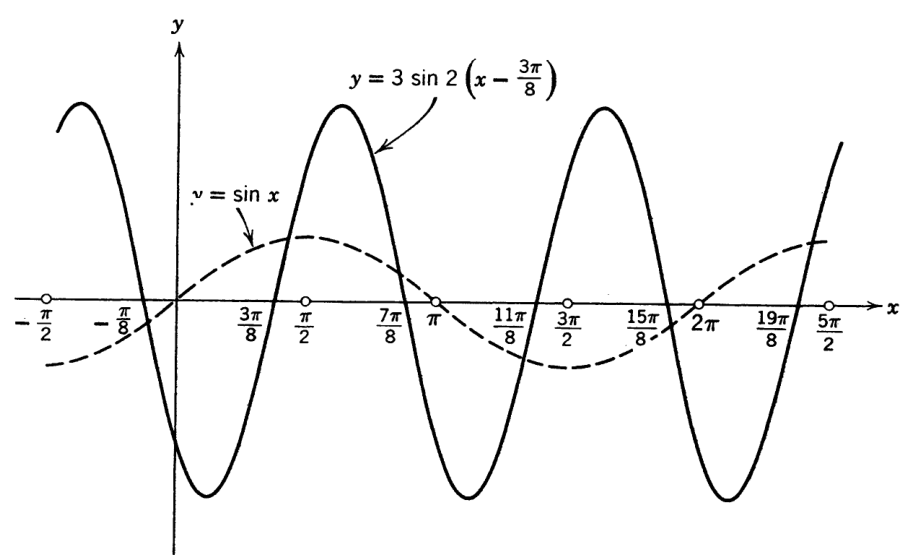 y
y = 3 sin 2 (x − 3π/8)
y = sin x
−π/2 −π/8 3π/8 π/2 7π/8 π 11π/8 3π/2 15π/8 2π 19π/8 5π/2 x